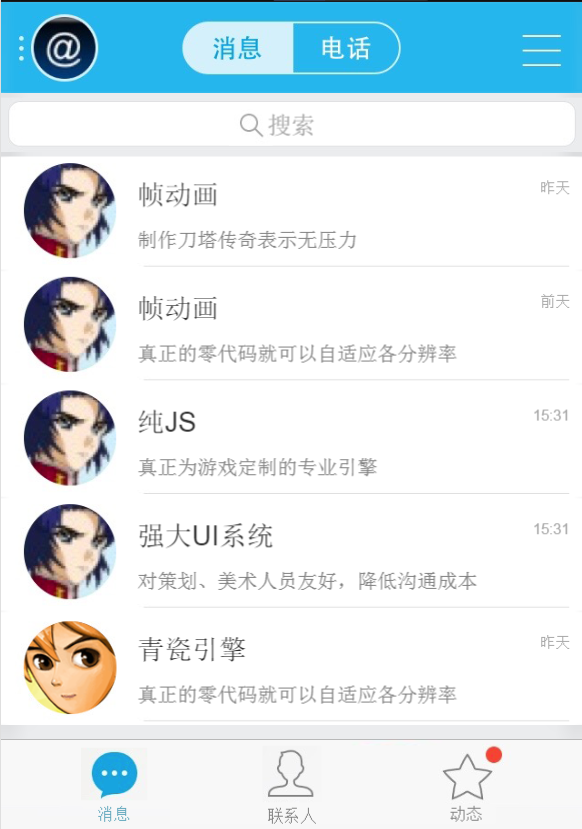 @
消息 电话
搜索
帧动画 昨天
制作刀塔传奇表示无压力
帧动画 前天
真正的零代码就可以自适应各分辨率
纯JS 15:31
真正为游戏定制的专业引擎
强大UI系统 15:31
对策划、美术人员友好，降低沟通成本
青瓷引擎 昨天
真正的零代码就可以自适应各分辨率
消息 联系人 动态